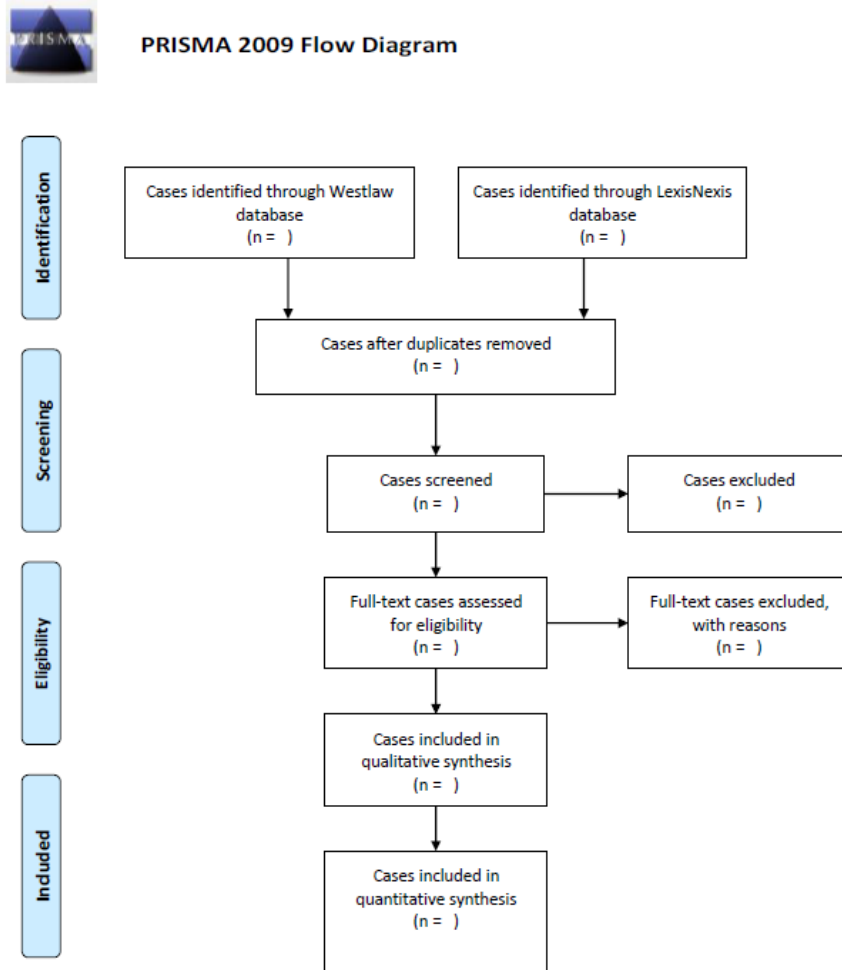 PRISMA
PRISMA 2009 Flow Diagram
Identification
Cases identified through Westlaw
database
(n =   )
Cases identified through LexisNexis
database
(n =   )
Cases after duplicates removed
(n =   )
Screening
Cases screened
(n =   )
Cases excluded
(n =   )
Eligibility
Full-text cases assessed
for eligibility
(n =   )
Full-text cases excluded,
with reasons
(n =   )
Cases included in
qualitative synthesis
(n =   )
Included
Cases included in
quantitative synthesis
(n =   )